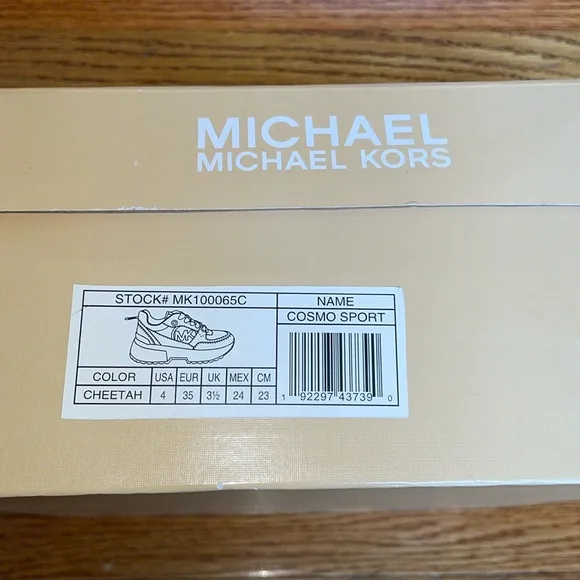 MICHAEL
MICHAEL KORS
STOCK# MK100065C NAME
COSMO SPORT
MK
COLOR USA EUR UK MEX CM
CHEETAH 4 35 3½ 24 23
1 92297 43739 0